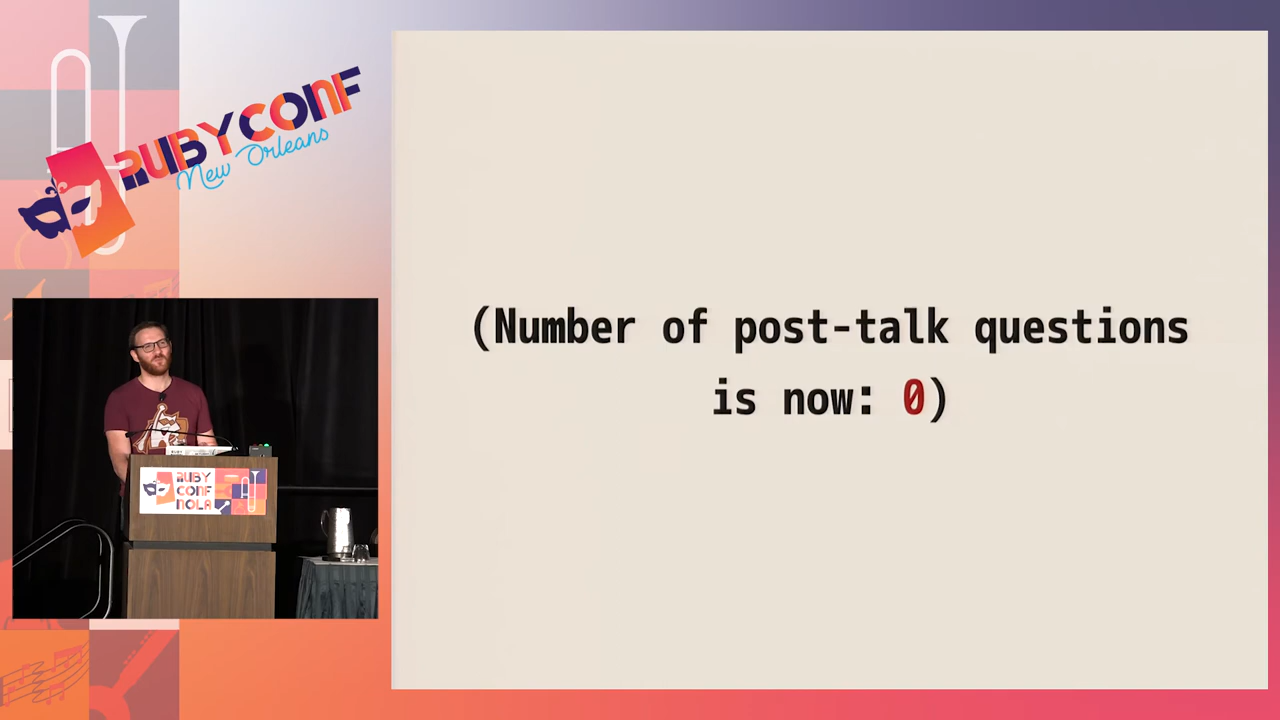 RUBYCONF
New Orleans
(Number of post-talk questions
is now: 0)
RUBY
CONF
NOLA